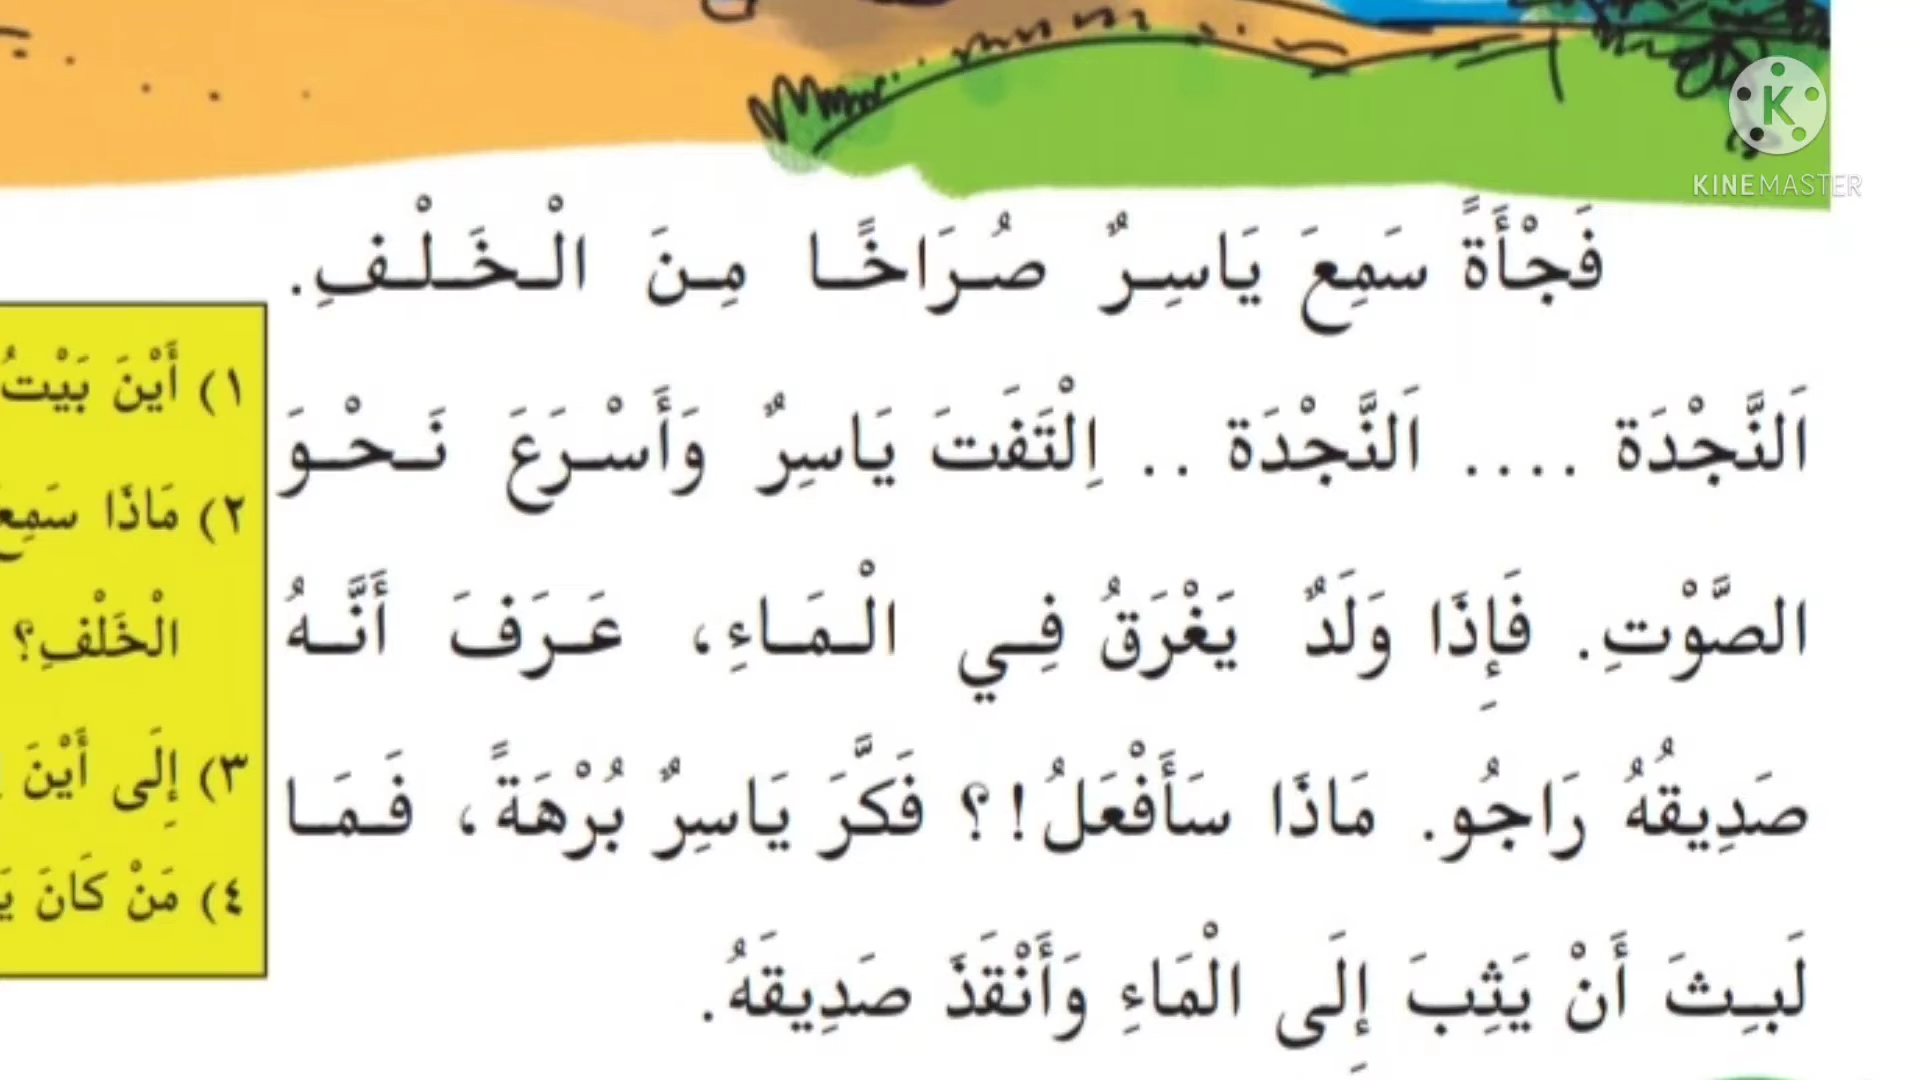 KINEMASTER
فَجْأَةً سَمِعَ يَاسِرٌ صُرَاخًا مِنَ الْخَلْفِ.
اَلنَّجْدَة .... اَلنَّجْدَة .. اِلْتَفَتَ يَاسِرٌ وَأَسْرَعَ نَحْوَ
الصَّوْتِ. فَإِذَا وَلَدٌ يَغْرَقُ فِي الْمَاءِ، عَرَفَ أَنَّهُ
صَدِيقُهُ رَاجُو. مَاذَا سَأَفْعَلُ!؟ فَكَّرَ يَاسِرٌ بُرْهَةً، فَمَا
لَبِثَ أَنْ يَثِبَ إِلَى الْمَاءِ وَأَنْقَذَ صَدِيقَهُ.
١) أَيْنَ بَيْتُ
٢) مَاذَا سَمِعَ
الْخَلْفِ؟
٣) إِلَى أَيْنَ
٤) مَنْ كَانَ